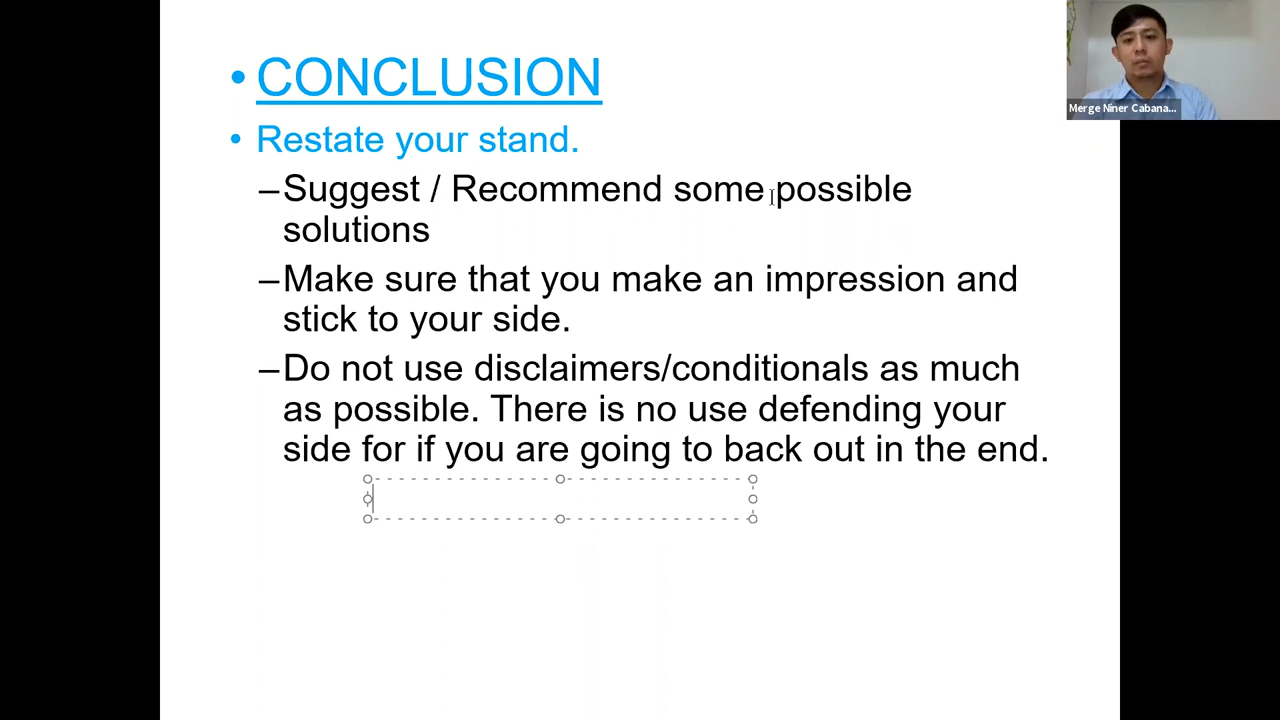 • CONCLUSION
• Restate your stand.
–Suggest / Recommend some possible
solutions
–Make sure that you make an impression and
stick to your side.
–Do not use disclaimers/conditionals as much
as possible. There is no use defending your
side for if you are going to back out in the end.
Merge Niner Cabana...